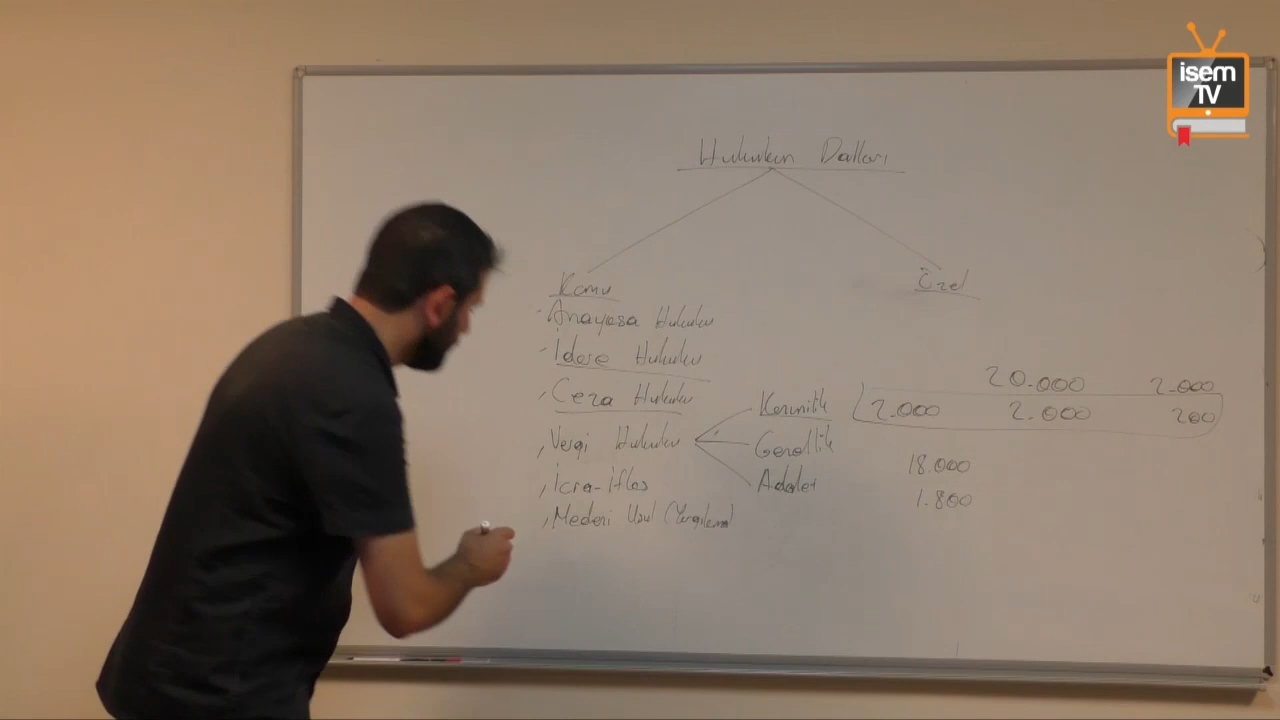 isem
TV
Hukukun Dalları
Kamu
Özel
Anayasa Hukuku
İdare Hukuku
Ceza Hukuku
Vergi Hukuku
İcra-İflas
Medeni Usul (Yargılama)
Kanunilik
Genellik
Adalet
20.000 2.000
2.000 2.000 200
18.000
1.800